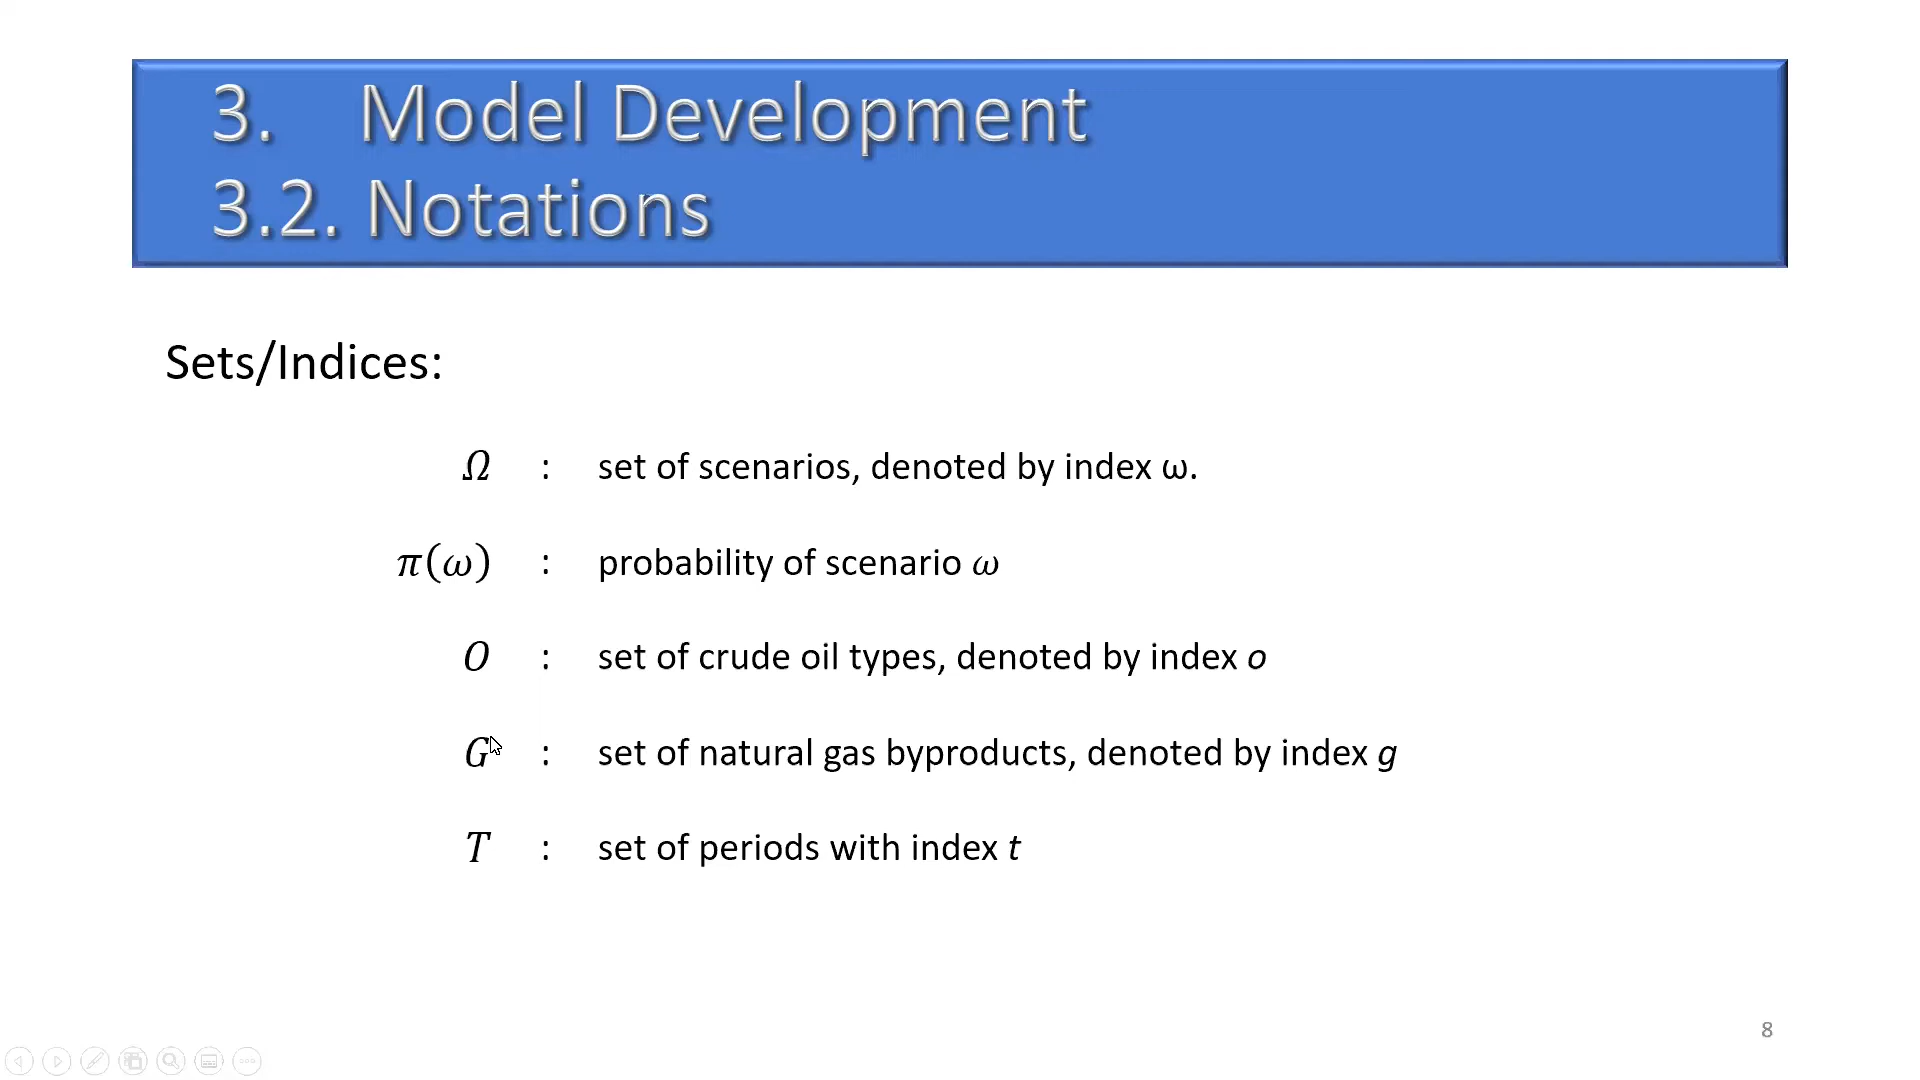 3. Model Development
3.2. Notations
Sets/Indices:
Ω : set of scenarios, denoted by index ω.
π(ω) : probability of scenario ω
O : set of crude oil types, denoted by index o
G : set of natural gas byproducts, denoted by index g
T : set of periods with index t
8